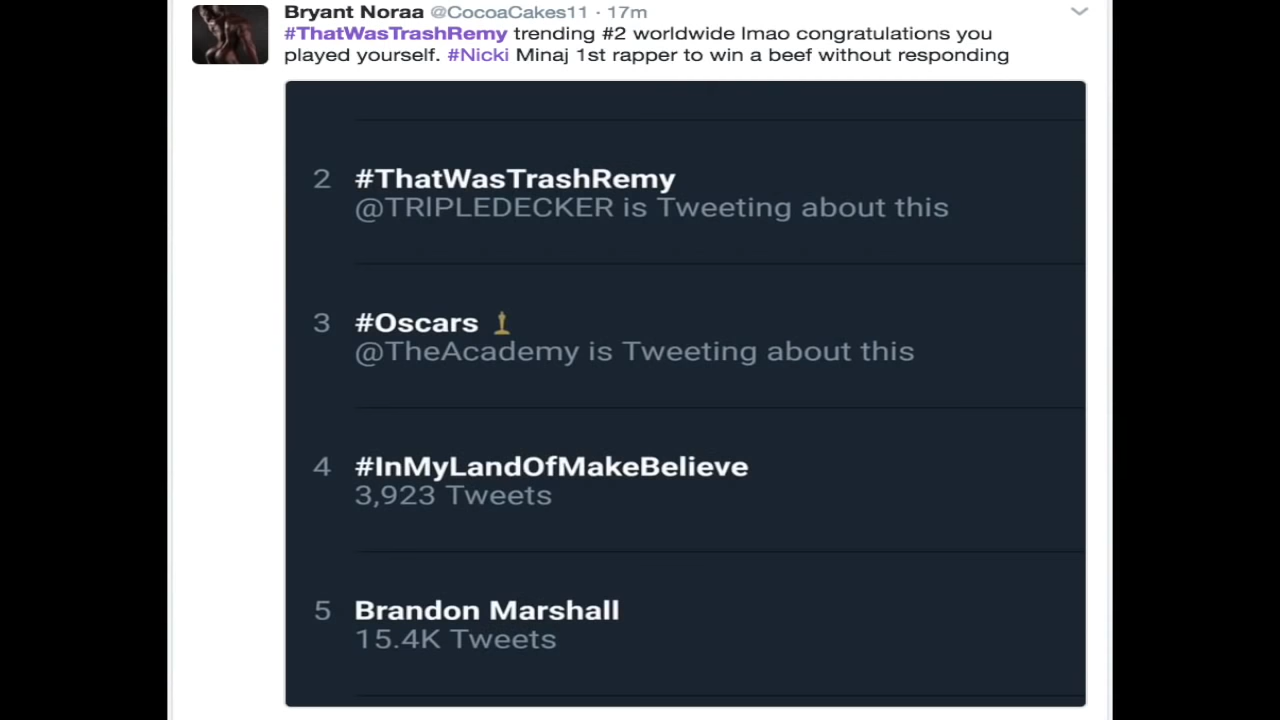 Bryant Noraa @CocoaCakes11 · 17m
#ThatWasTrashRemy trending #2 worldwide lmao congratulations you
played yourself. #Nicki Minaj 1st rapper to win a beef without responding
2 #ThatWasTrashRemy
@TRIPLEDECKER is Tweeting about this
3 #Oscars
@TheAcademy is Tweeting about this
4 #InMyLandOfMakeBelieve
3,923 Tweets
5 Brandon Marshall
15.4K Tweets